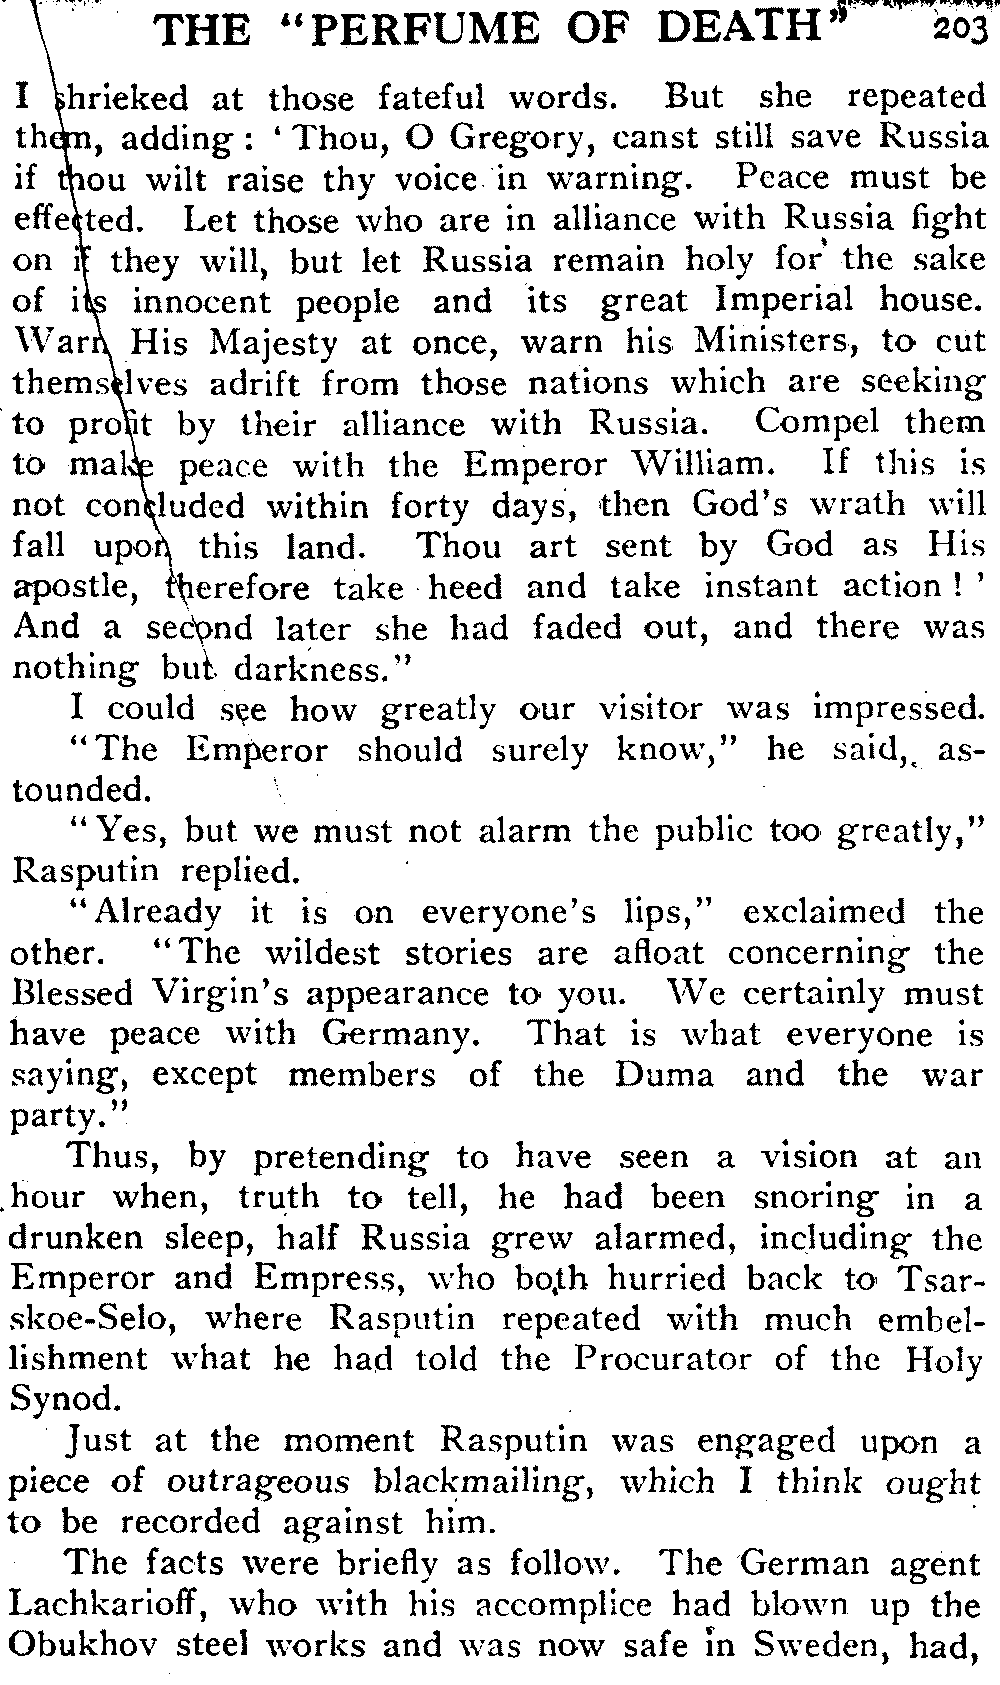 THE "PERFUME OF DEATH" 203
I shrieked at those fateful words. But she repeated
them, adding: 'Thou, O Gregory, canst still save Russia
if thou wilt raise thy voice in warning. Peace must be
effected. Let those who are in alliance with Russia fight
on if they will, but let Russia remain holy for the sake
of its innocent people and its great Imperial house.
Warn His Majesty at once, warn his Ministers, to cut
themselves adrift from those nations which are seeking
to profit by their alliance with Russia. Compel them
to make peace with the Emperor William. If this is
not concluded within forty days, then God's wrath will
fall upon this land. Thou art sent by God as His
apostle, therefore take heed and take instant action!'
And a second later she had faded out, and there was
nothing but darkness."
I could see how greatly our visitor was impressed.
"The Emperor should surely know," he said, as-
tounded.
"Yes, but we must not alarm the public too greatly,"
Rasputin replied.
"Already it is on everyone's lips," exclaimed the
other. "The wildest stories are afloat concerning the
Blessed Virgin's appearance to you. We certainly must
have peace with Germany. That is what everyone is
saying, except members of the Duma and the war
party."
Thus, by pretending to have seen a vision at an
hour when, truth to tell, he had been snoring in a
drunken sleep, half Russia grew alarmed, including the
Emperor and Empress, who both hurried back to Tsar-
skoe-Selo, where Rasputin repeated with much embel-
lishment what he had told the Procurator of the Holy
Synod.
Just at the moment Rasputin was engaged upon a
piece of outrageous blackmailing, which I think ought
to be recorded against him.
The facts were briefly as follow. The German agent
Lachkarioff, who with his accomplice had blown up the
Obukhov steel works and was now safe in Sweden, had,